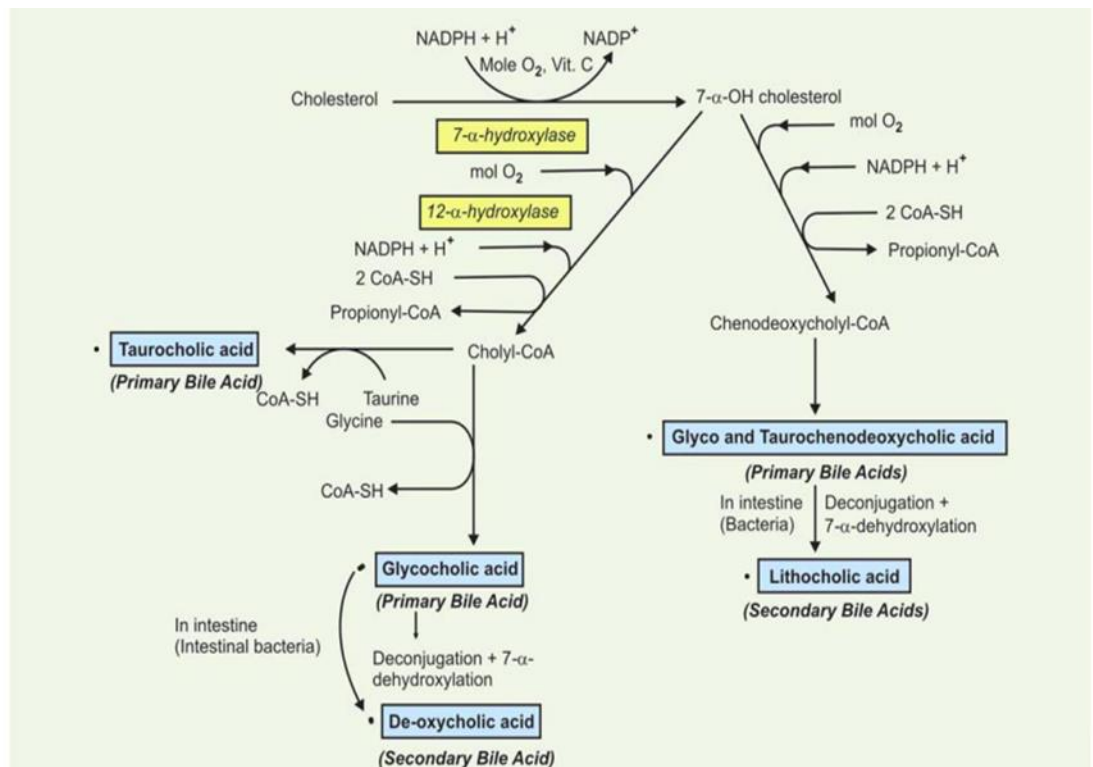 NADPH + H⁺ NADP⁺
Mole O₂, Vit. C
Cholesterol
7-α-OH cholesterol
7-α-hydroxylase
mol O₂
12-α-hydroxylase
NADPH + H⁺
2 CoA-SH
Propionyl-CoA
Cholyl-CoA
• Taurocholic acid
(Primary Bile Acid)
CoA-SH Taurine
Glycine
CoA-SH
• Glycocholic acid
(Primary Bile Acid)
In intestine
(Intestinal bacteria)
Deconjugation + 7-α-
dehydroxylation
• De-oxycholic acid
(Secondary Bile Acid)
mol O₂
NADPH + H⁺
2 CoA-SH
Propionyl-CoA
Chenodeoxycholyl-CoA
• Glyco and Taurochenodeoxycholic acid
(Primary Bile Acids)
In intestine
(Bacteria)
Deconjugation +
7-α-dehydroxylation
• Lithocholic acid
(Secondary Bile Acids)